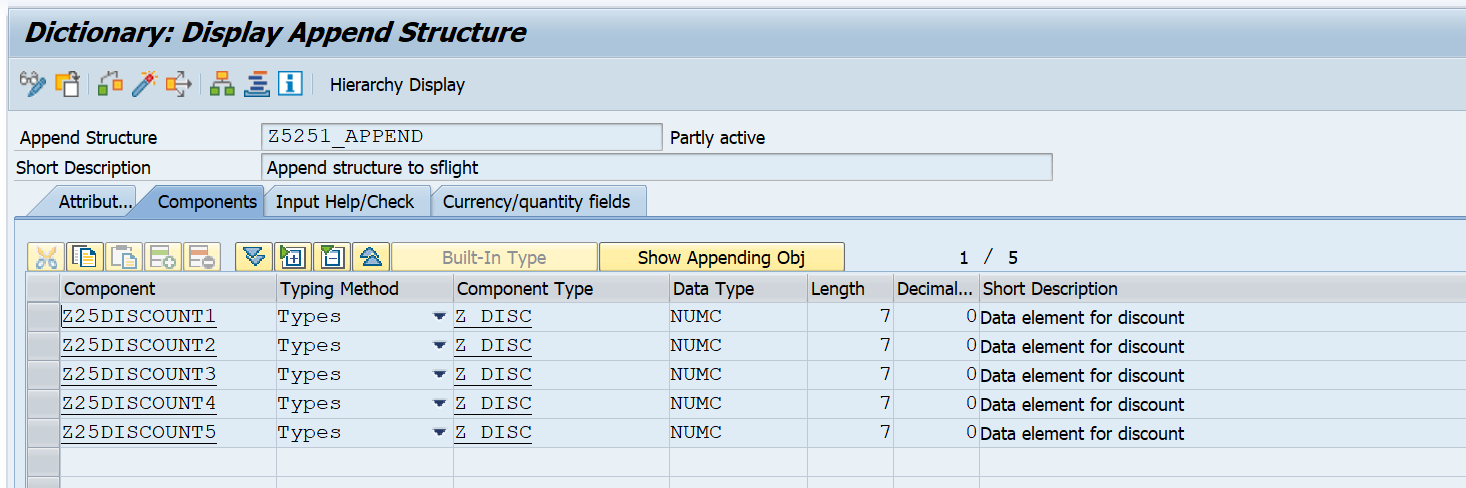 Dictionary: Display Append Structure
Hierarchy Display
Append Structure Z5251_APPEND Partly active
Short Description Append structure to sflight
Attribut... Components Input Help/Check Currency/quantity fields
Built-In Type Show Appending Obj 1 / 5
Component Typing Method Component Type Data Type Length Decimal... Short Description
Z25DISCOUNT1 Types Z_DISC NUMC 7 0 Data element for discount
Z25DISCOUNT2 Types Z_DISC NUMC 7 0 Data element for discount
Z25DISCOUNT3 Types Z_DISC NUMC 7 0 Data element for discount
Z25DISCOUNT4 Types Z_DISC NUMC 7 0 Data element for discount
Z25DISCOUNT5 Types Z_DISC NUMC 7 0 Data element for discount